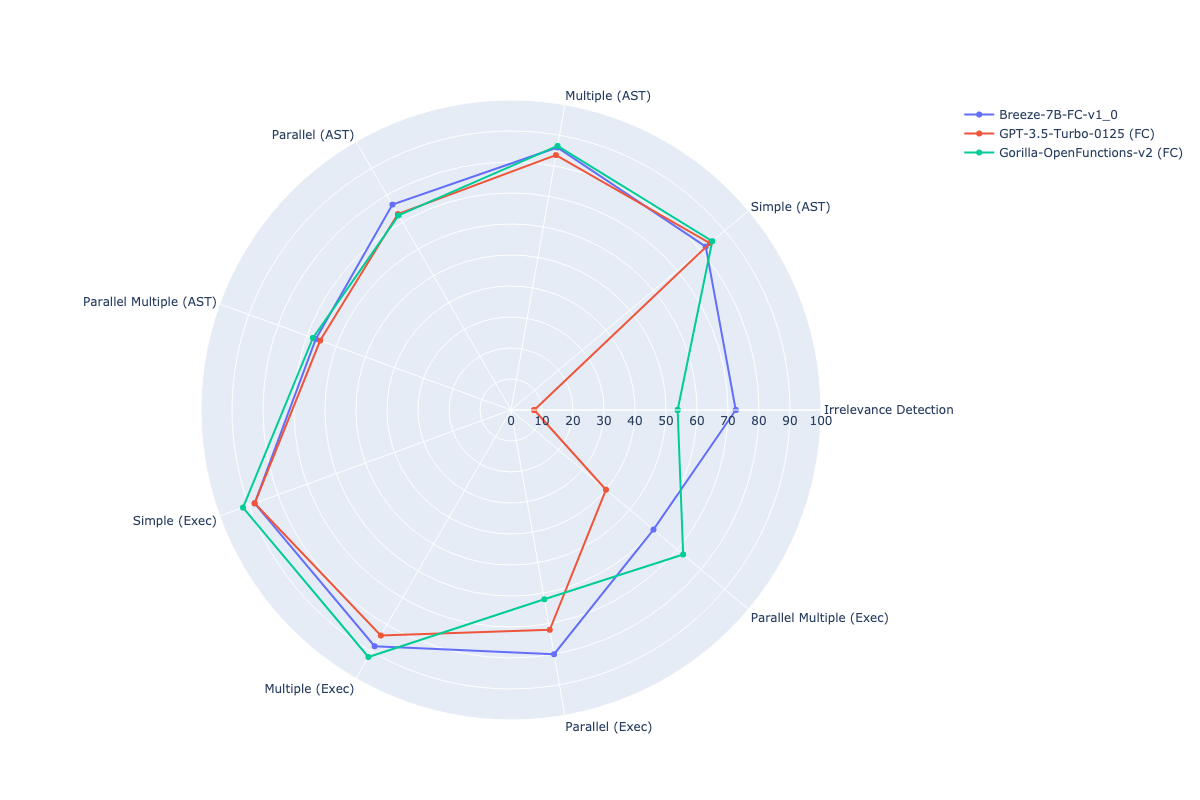 Multiple (AST)
Parallel (AST)
Breeze-7B-FC-v1_0
GPT-3.5-Turbo-0125 (FC)
Gorilla-OpenFunctions-v2 (FC)
Simple (AST)
Parallel Multiple (AST)
Irrelevance Detection
0 10 20 30 40 50 60 70 80 90 100
Simple (Exec)
Parallel Multiple (Exec)
Multiple (Exec)
Parallel (Exec)